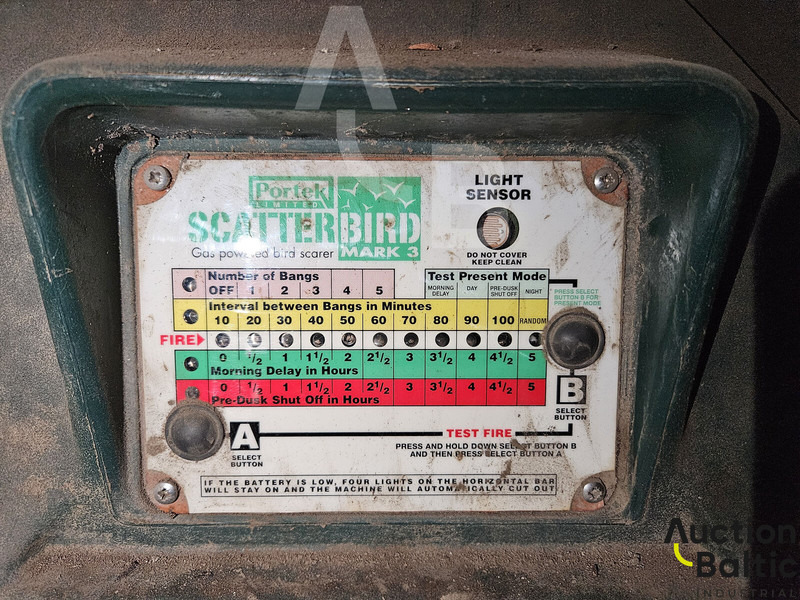 Portek
LIMITED
SCATTERBIRD
Gas powered bird scarer
MARK 3
LIGHT
SENSOR
DO NOT COVER
KEEP CLEAN
Number of Bangs
OFF 1 2 3 4 5
Test Present Mode
MORNING DELAY DAY PRE-DUSK SHUT OFF NIGHT
PRESS SELECT
BUTTON B FOR
PRESENT MODE
Interval between Bangs in Minutes
10 20 30 40 50 60 70 80 90 100 RANDOM
FIRE
0 1/2 1 11/2 2 21/2 3 31/2 4 41/2 5
Morning Delay in Hours
0 1/2 1 11/2 2 21/2 3 31/2 4 41/2 5
Pre-Dusk Shut Off in Hours
B
SELECT
BUTTON
A
SELECT
BUTTON
TEST FIRE
PRESS AND HOLD DOWN SELECT BUTTON B
AND THEN PRESS SELECT BUTTON A
IF THE BATTERY IS LOW, FOUR LIGHTS ON THE HORIZONTAL BAR
WILL STAY ON AND THE MACHINE WILL AUTOMATICALLY CUT OUT
Auction
Baltic
INDUSTRIAL